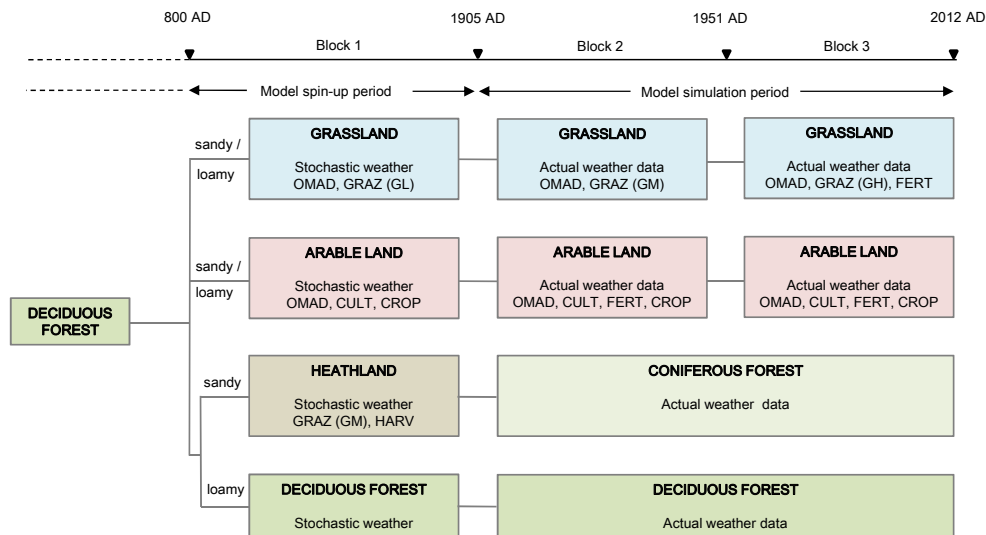 800 AD
1905 AD
1951 AD
2012 AD
Block 1
Block 2
Block 3
Model spin-up period
Model simulation period
DECIDUOUS
FOREST
sandy /
loamy
GRASSLAND
Stochastic weather
OMAD, GRAZ (GL)
GRASSLAND
Actual weather data
OMAD, GRAZ (GM)
GRASSLAND
Actual weather data
OMAD, GRAZ (GH), FERT
sandy /
loamy
ARABLE LAND
Stochastic weather
OMAD, CULT, CROP
ARABLE LAND
Actual weather data
OMAD, CULT, FERT, CROP
ARABLE LAND
Actual weather data
OMAD, CULT, FERT, CROP
sandy
HEATHLAND
Stochastic weather
GRAZ (GM), HARV
CONIFEROUS FOREST
Actual weather data
loamy
DECIDUOUS FOREST
Stochastic weather
DECIDUOUS FOREST
Actual weather data